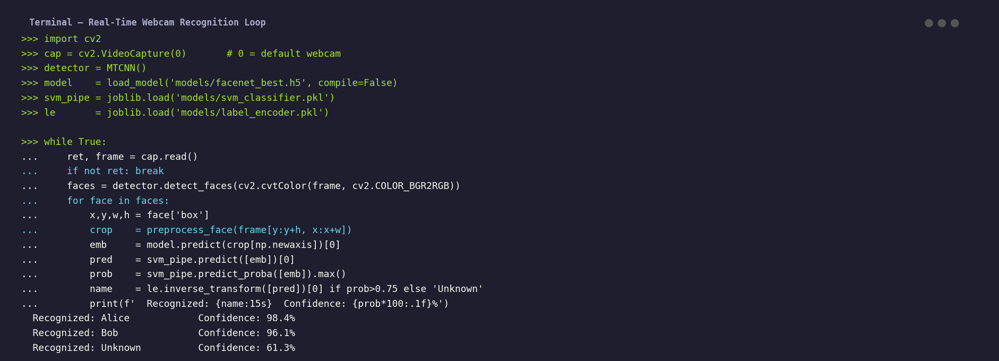 Terminal — Real-Time Webcam Recognition Loop
>>> import cv2
>>> cap = cv2.VideoCapture(0)       # 0 = default webcam
>>> detector = MTCNN()
>>> model    = load_model('models/facenet_best.h5', compile=False)
>>> svm_pipe = joblib.load('models/svm_classifier.pkl')
>>> le       = joblib.load('models/label_encoder.pkl')
>>> while True:
...     ret, frame = cap.read()
...     if not ret: break
...     faces = detector.detect_faces(cv2.cvtColor(frame, cv2.COLOR_BGR2RGB))
...     for face in faces:
...         x,y,w,h = face['box']
...         crop    = preprocess_face(frame[y:y+h, x:x+w])
...         emb     = model.predict(crop[np.newaxis])[0]
...         pred    = svm_pipe.predict([emb])[0]
...         prob    = svm_pipe.predict_proba([emb]).max()
...         name    = le.inverse_transform([pred])[0] if prob>0.75 else 'Unknown'
...         print(f'  Recognized: {name:15s}  Confidence: {prob*100:.1f}%')
  Recognized: Alice            Confidence: 98.4%
  Recognized: Bob              Confidence: 96.1%
  Recognized: Unknown          Confidence: 61.3%